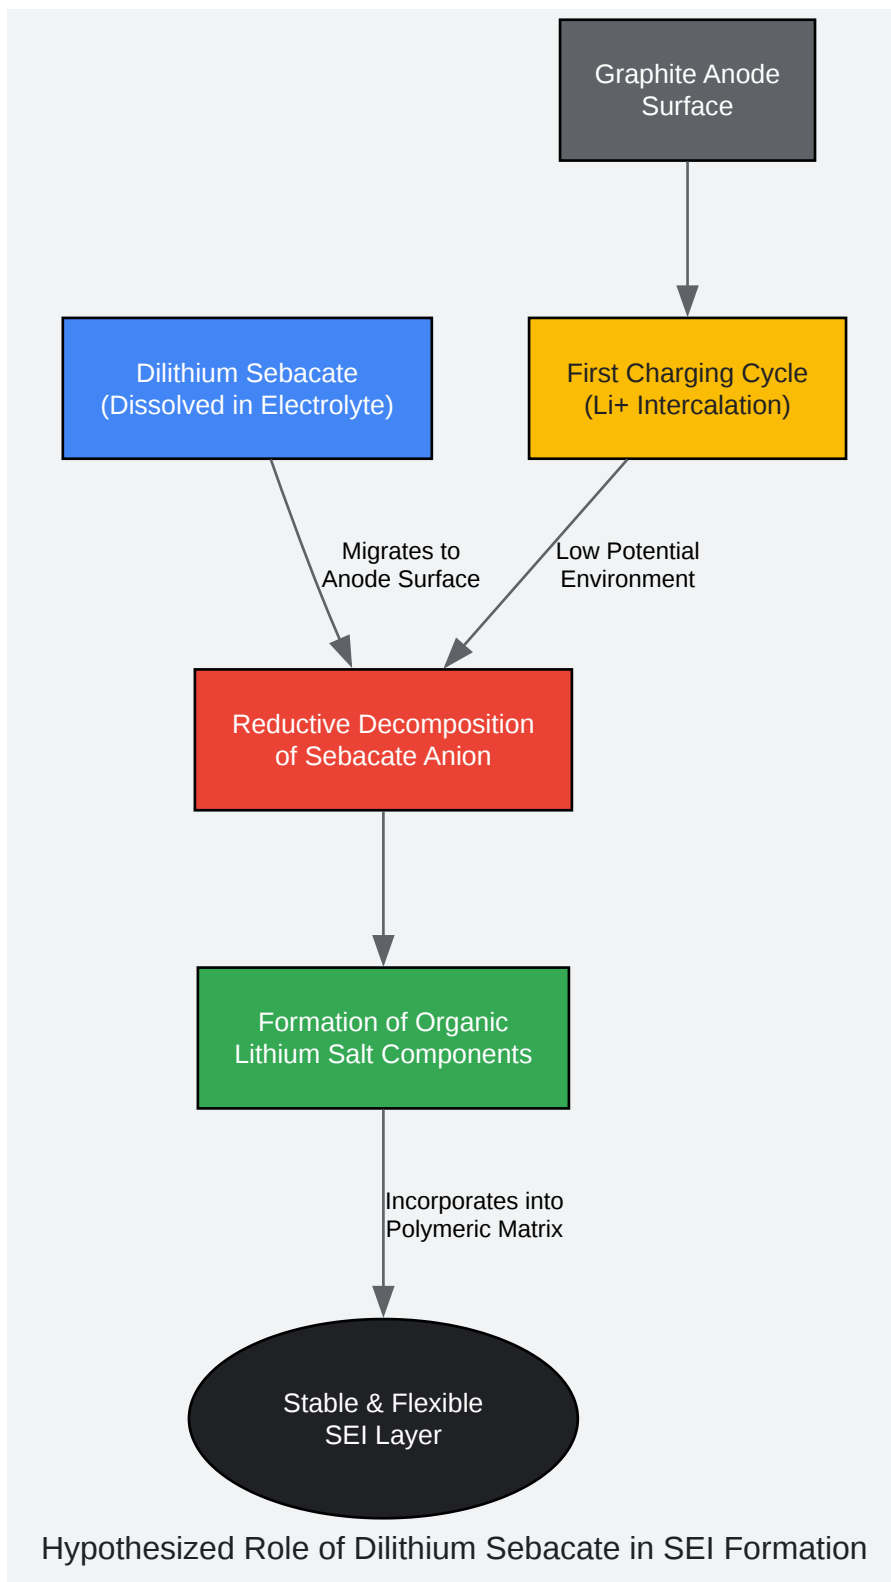 Graphite Anode
Surface
Dilithium Sebacate
(Dissolved in Electrolyte)
First Charging Cycle
(Li+ Intercalation)
Migrates to
Anode Surface
Low Potential
Environment
Reductive Decomposition
of Sebacate Anion
Formation of Organic
Lithium Salt Components
Incorporates into
Polymeric Matrix
Stable & Flexible
SEI Layer
Hypothesized Role of Dilithium Sebacate in SEI Formation